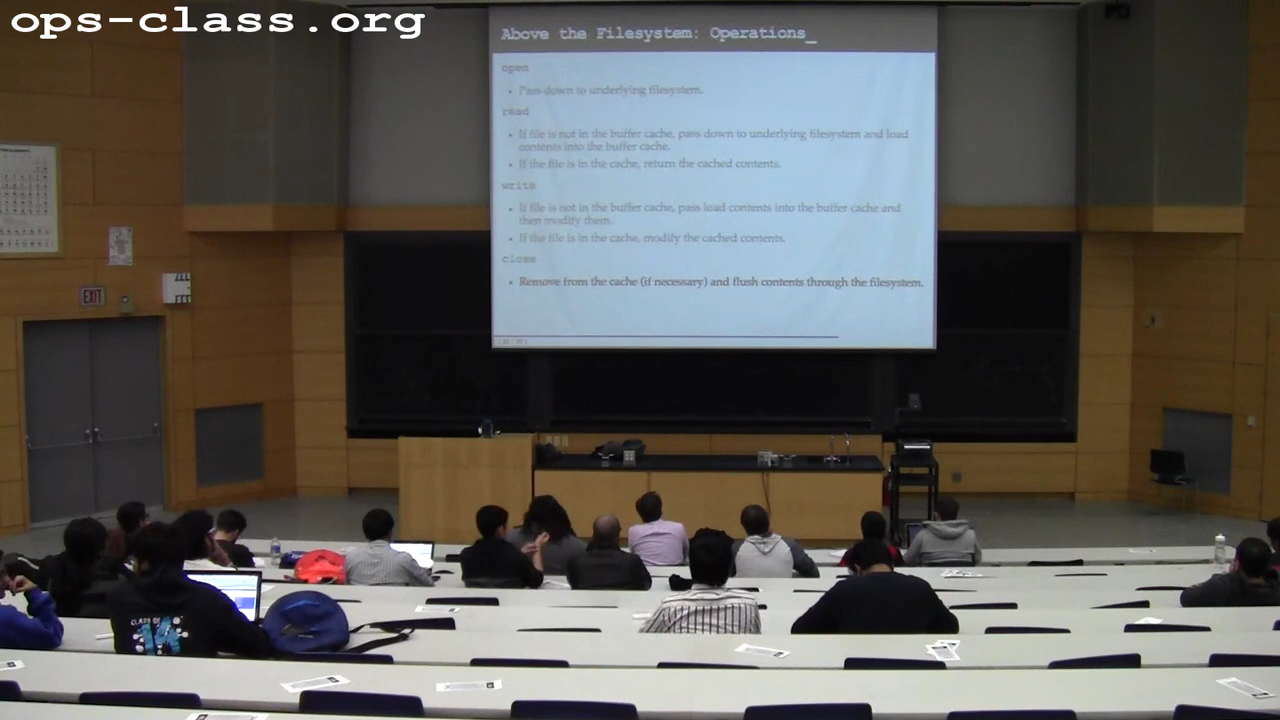 ops-class.org
Above the Filesystem: Operations_
open
• Pass down to underlying filesystem.
read
• If file is not in the buffer cache, pass down to underlying filesystem and load
contents into the buffer cache.
• If the file is in the cache, return the cached contents.
write
• If file is not in the buffer cache, pass load contents into the buffer cache and
then modify them.
• If the file is in the cache, modify the cached contents.
close
• Remove from the cache (if necessary) and flush contents through the filesystem.
EXIT
CLASS OF
14